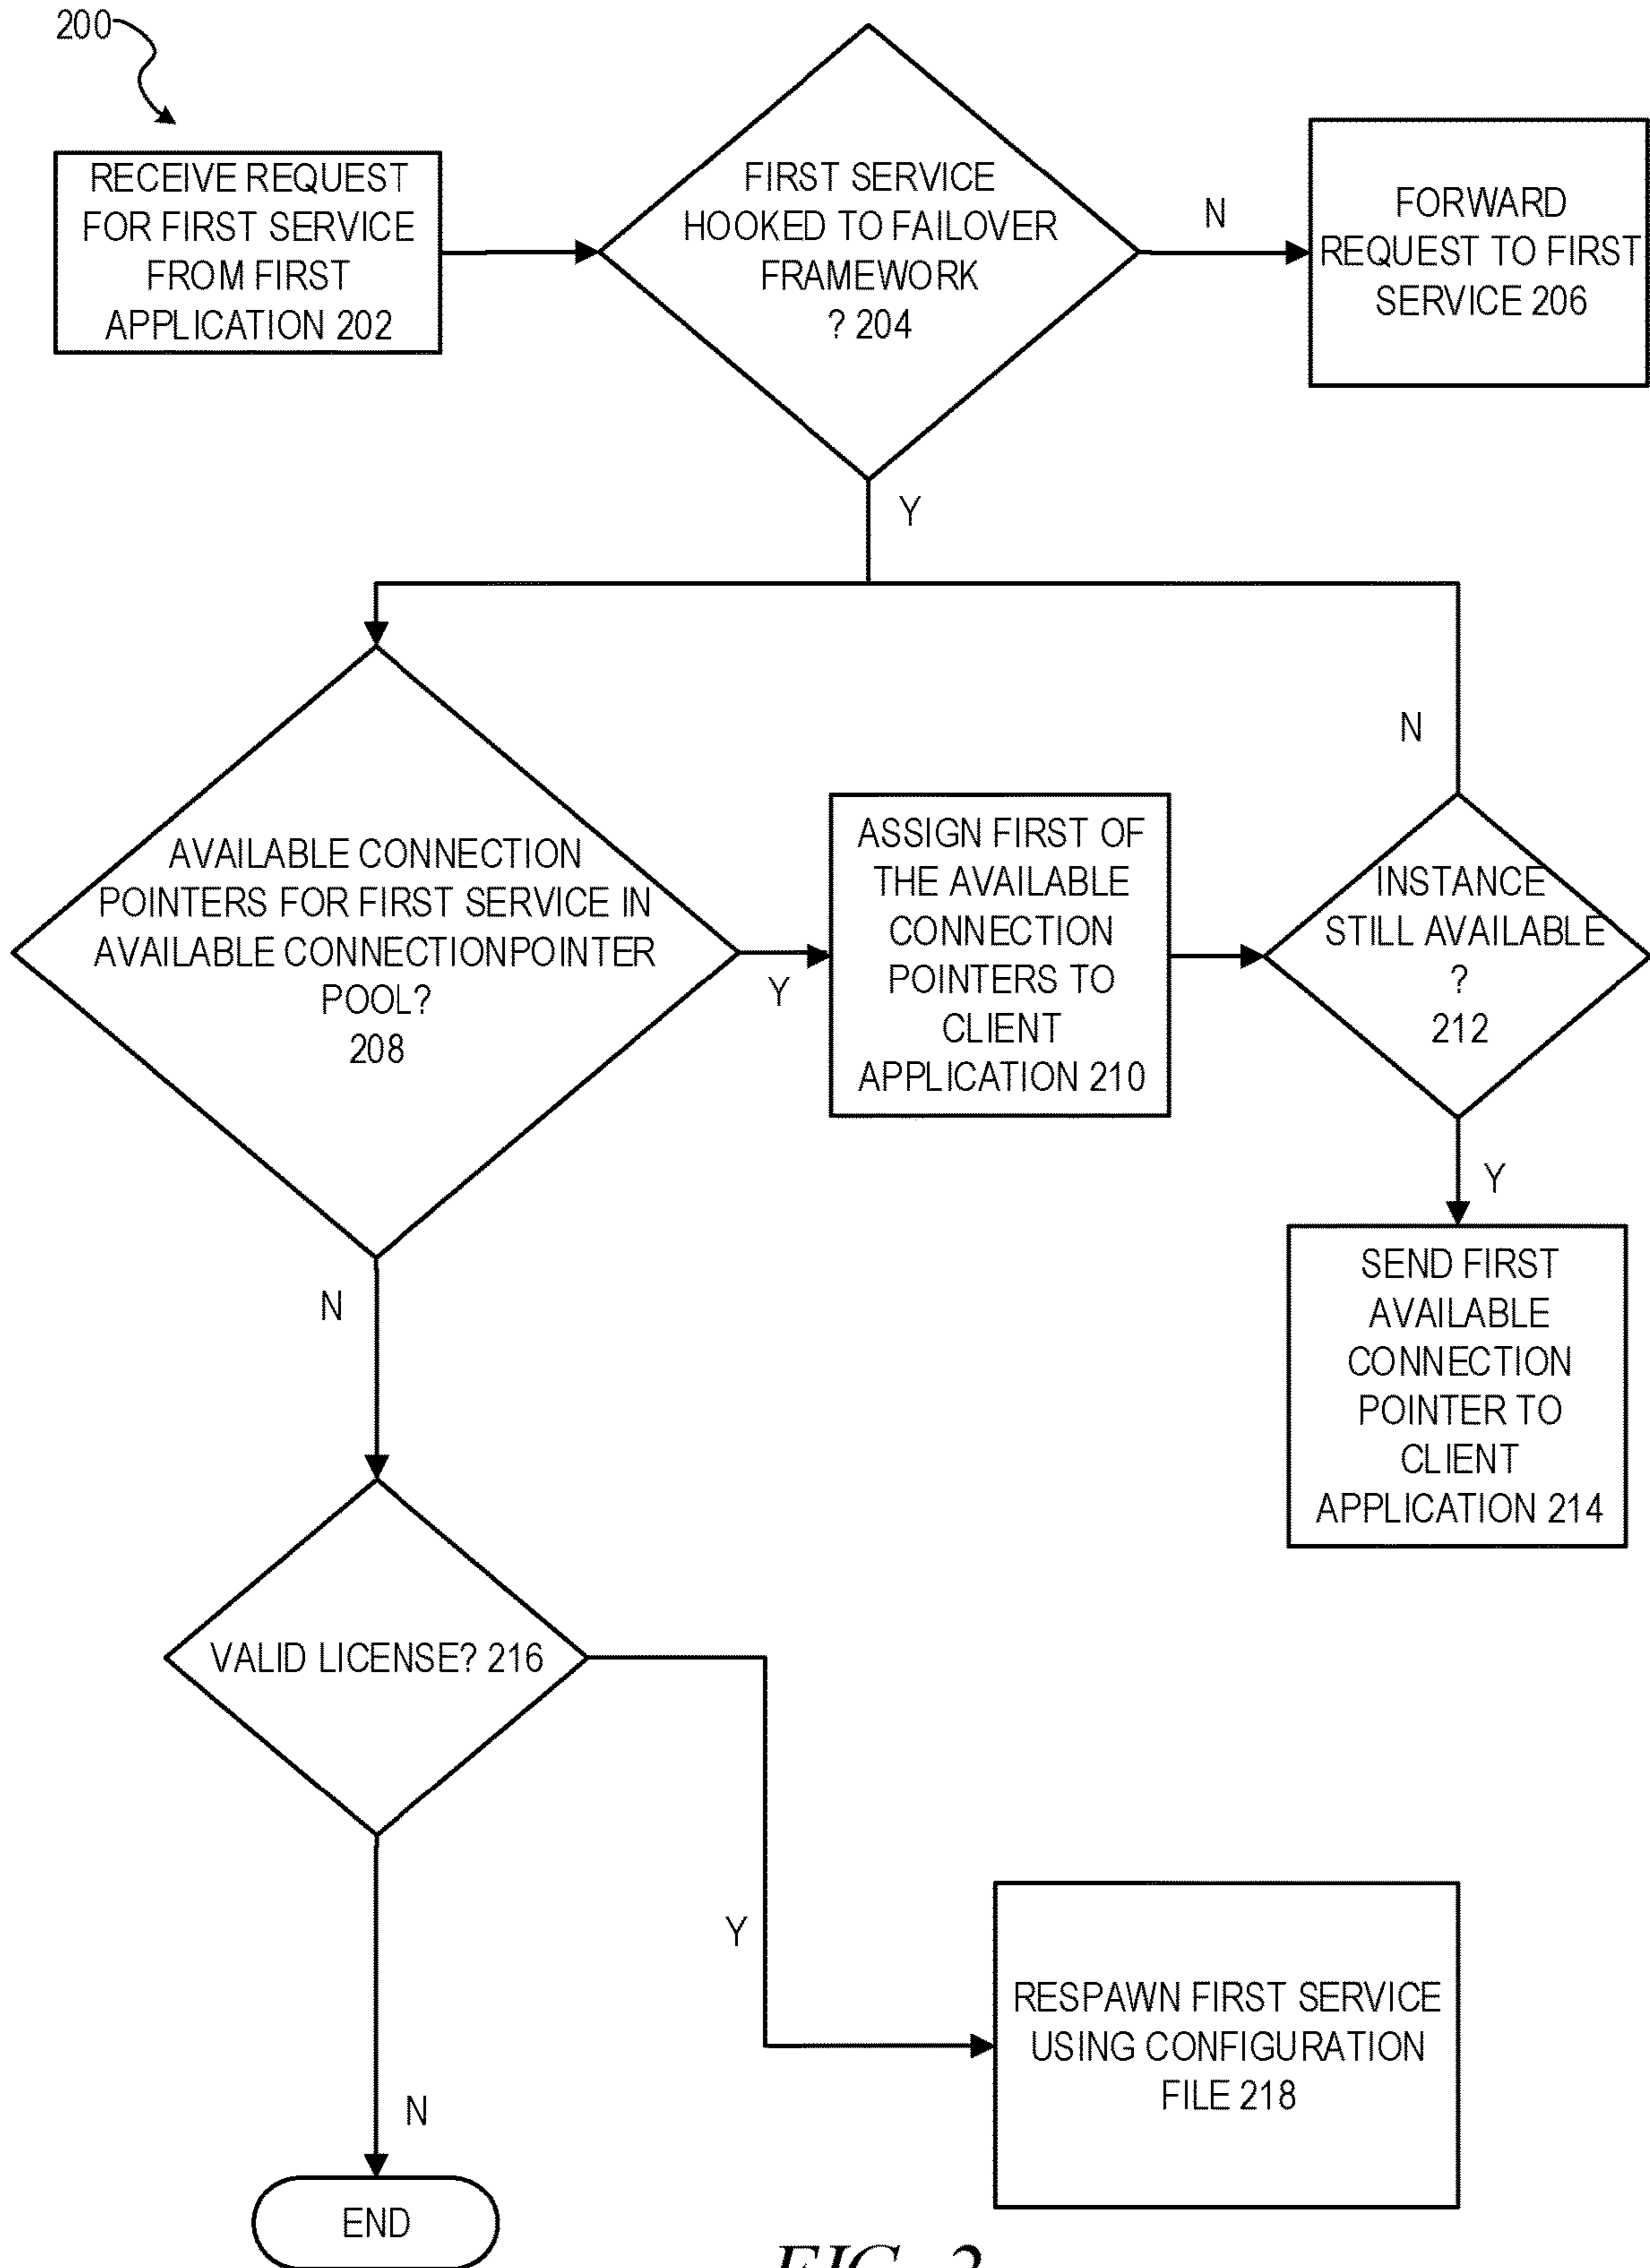 200
RECEIVE REQUEST
FOR FIRST SERVICE
FROM FIRST
APPLICATION 202
FIRST SERVICE
HOOKED TO FAILOVER
FRAMEWORK
? 204
N
FORWARD
REQUEST TO FIRST
SERVICE 206
Y
N
AVAILABLE CONNECTION
POINTERS FOR FIRST SERVICE IN
AVAILABLE CONNECTIONPOINTER
POOL?
208
Y
ASSIGN FIRST OF
THE AVAILABLE
CONNECTION
POINTERS TO
CLIENT
APPLICATION 210
INSTANCE
STILL AVAILABLE
?
212
Y
SEND FIRST
AVAILABLE
CONNECTION
POINTER TO
CLIENT
APPLICATION 214
N
VALID LICENSE? 216
Y
RESPAWN FIRST SERVICE
USING CONFIGURATION
FILE 218
N
END
FIG. 2